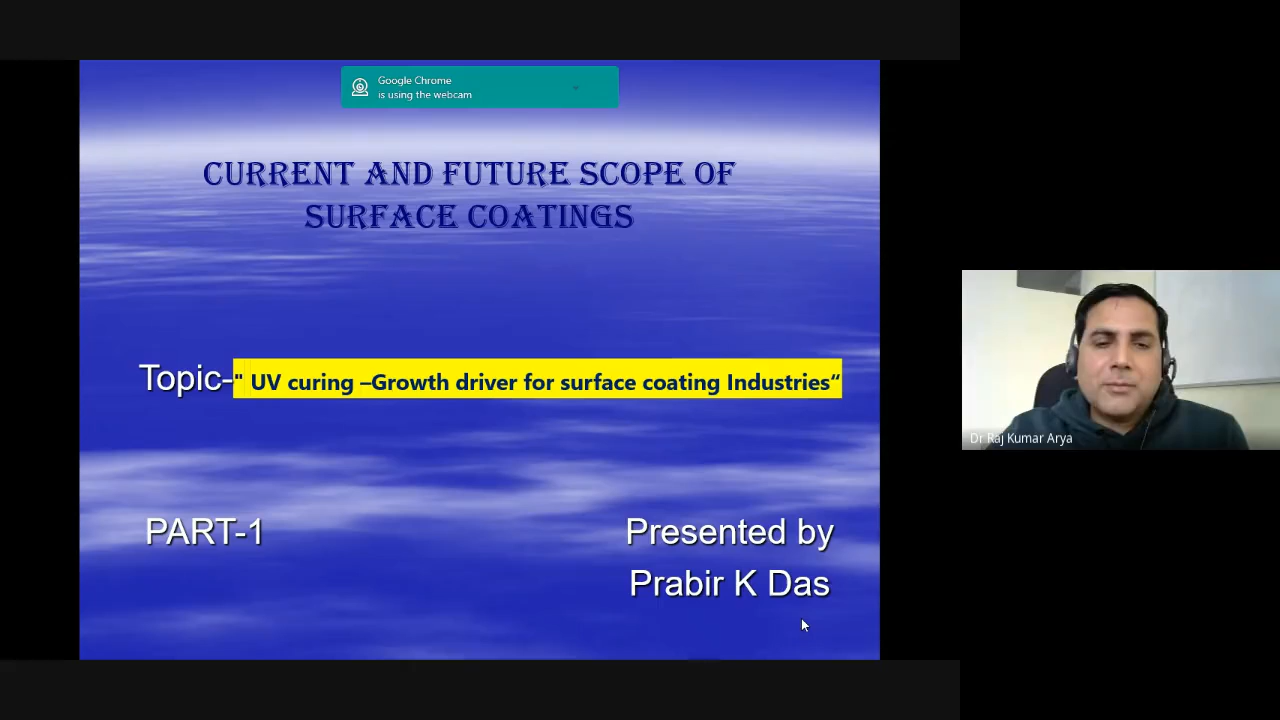 Google Chrome
is using the webcam
CURRENT AND FUTURE SCOPE OF
SURFACE COATINGS
Topic-" UV curing –Growth driver for surface coating Industries“
PART-1
Presented by
Prabir K Das
Dr Raj Kumar Arya